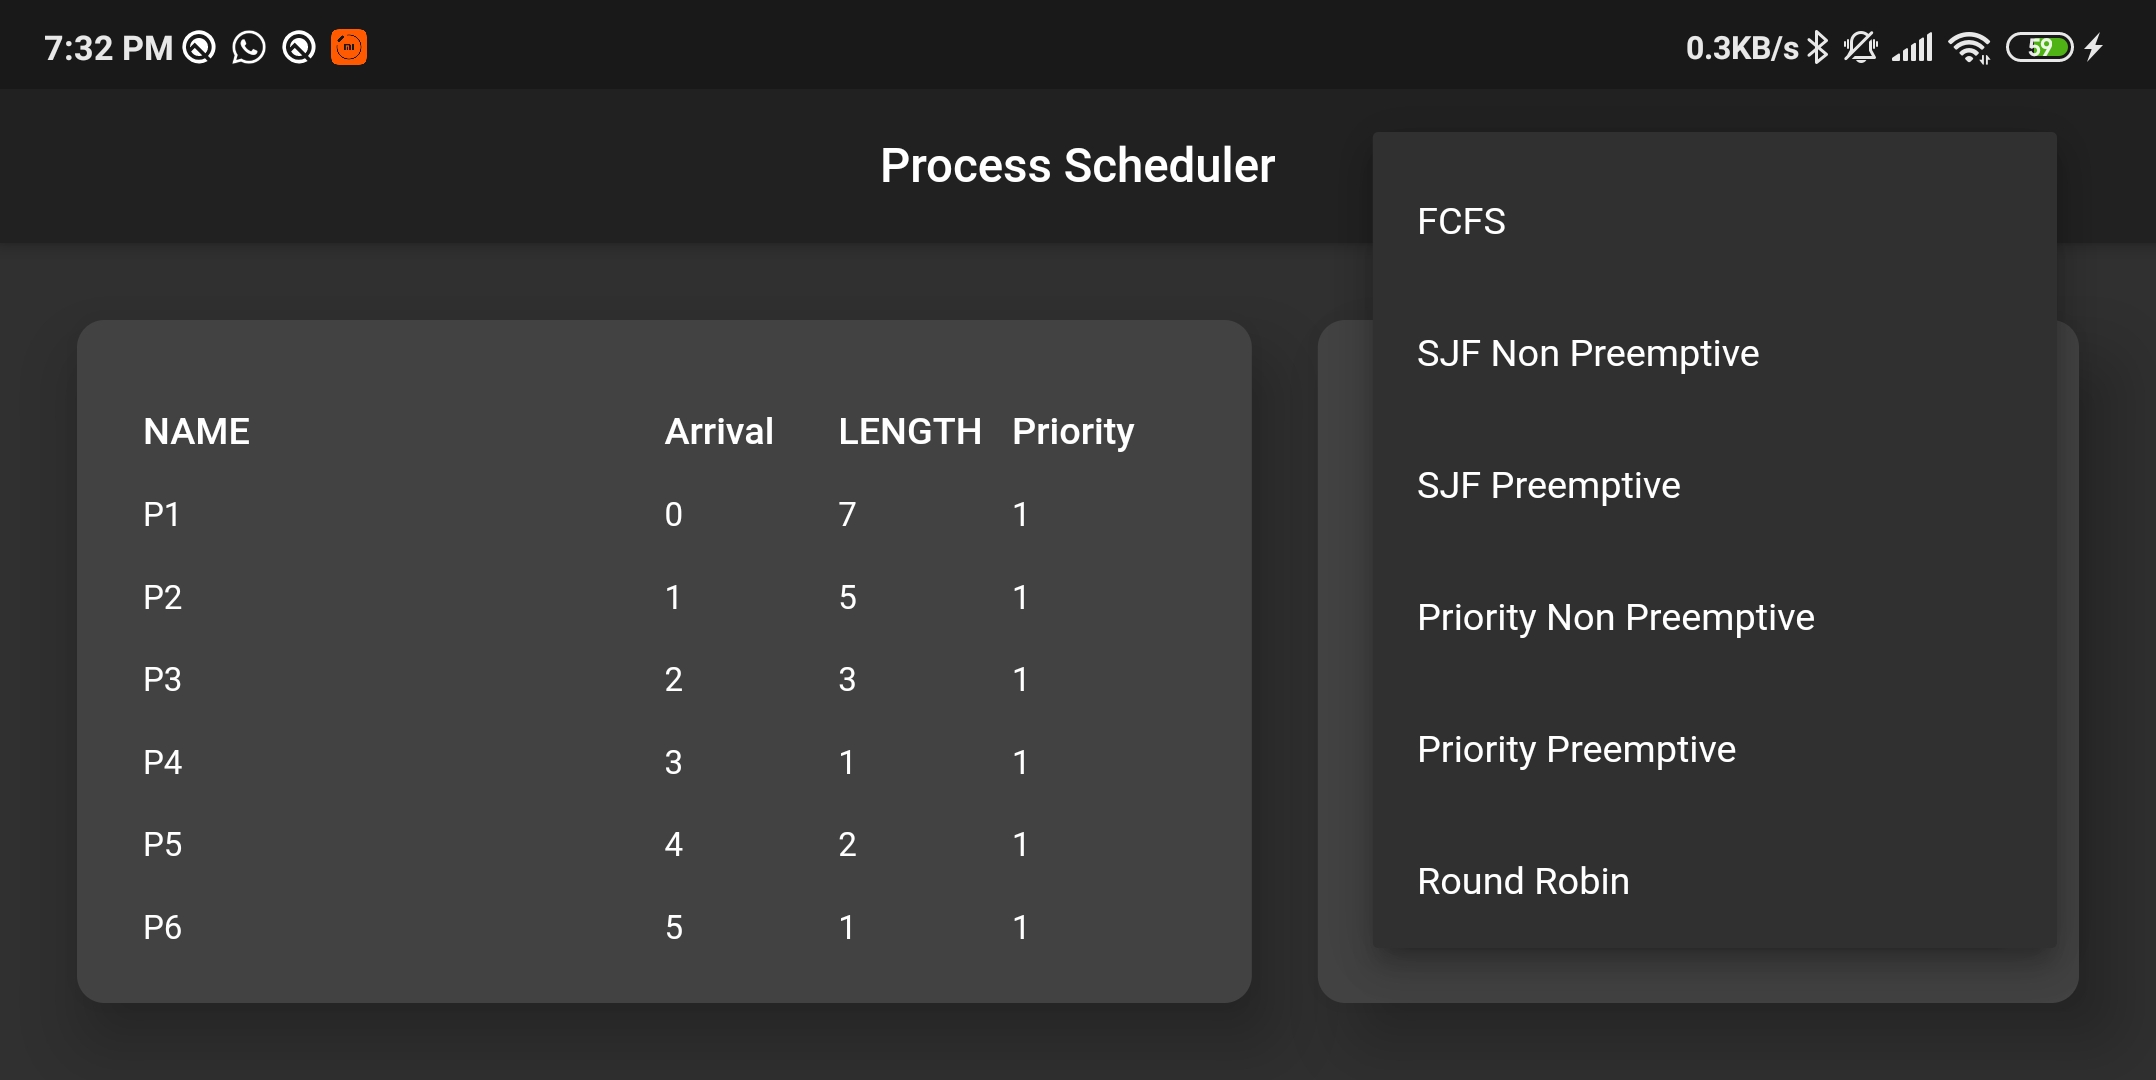 7:32 PM 0.3KB/s 59
Process Scheduler
NAME Arrival LENGTH Priority
P1 0 7 1
P2 1 5 1
P3 2 3 1
P4 3 1 1
P5 4 2 1
P6 5 1 1
FCFS
SJF Non Preemptive
SJF Preemptive
Priority Non Preemptive
Priority Preemptive
Round Robin